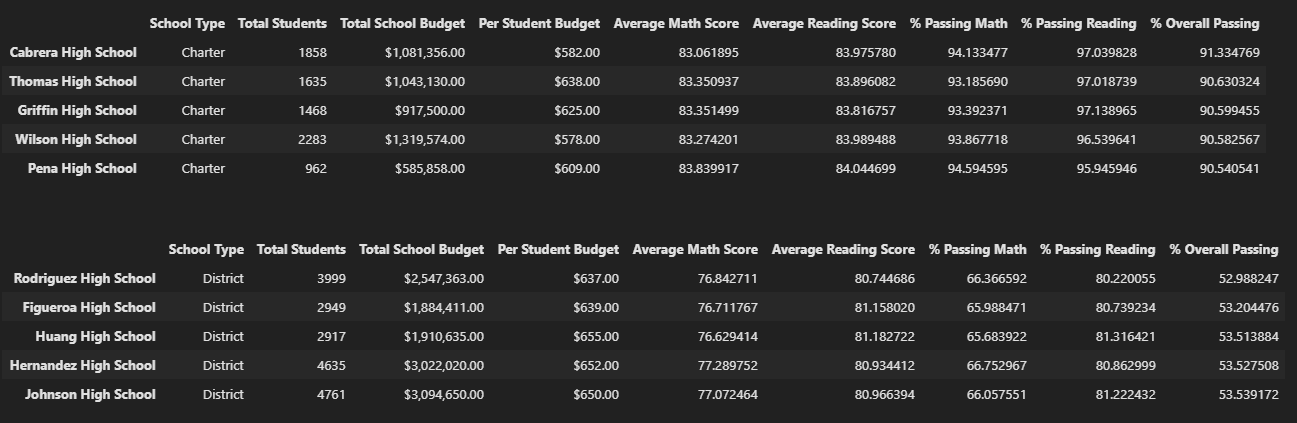 School Type Total Students Total School Budget Per Student Budget Average Math Score Average Reading Score % Passing Math % Passing Reading % Overall Passing
Cabrera High School Charter 1858 $1,081,356.00 $582.00 83.061895 83.975780 94.133477 97.039828 91.334769
Thomas High School Charter 1635 $1,043,130.00 $638.00 83.350937 83.896082 93.185690 97.018739 90.630324
Griffin High School Charter 1468 $917,500.00 $625.00 83.351499 83.816757 93.392371 97.138965 90.599455
Wilson High School Charter 2283 $1,319,574.00 $578.00 83.274201 83.989488 93.867718 96.539641 90.582567
Pena High School Charter 962 $585,858.00 $609.00 83.839917 84.044699 94.594595 95.945946 90.540541
School Type Total Students Total School Budget Per Student Budget Average Math Score Average Reading Score % Passing Math % Passing Reading % Overall Passing
Rodriguez High School District 3999 $2,547,363.00 $637.00 76.842711 80.744686 66.366592 80.220055 52.988247
Figueroa High School District 2949 $1,884,411.00 $639.00 76.711767 81.158020 65.988471 80.739234 53.204476
Huang High School District 2917 $1,910,635.00 $655.00 76.629414 81.182722 65.683922 81.316421 53.513884
Hernandez High School District 4635 $3,022,020.00 $652.00 77.289752 80.934412 66.752967 80.862999 53.527508
Johnson High School District 4761 $3,094,650.00 $650.00 77.072464 80.966394 66.057551 81.222432 53.539172